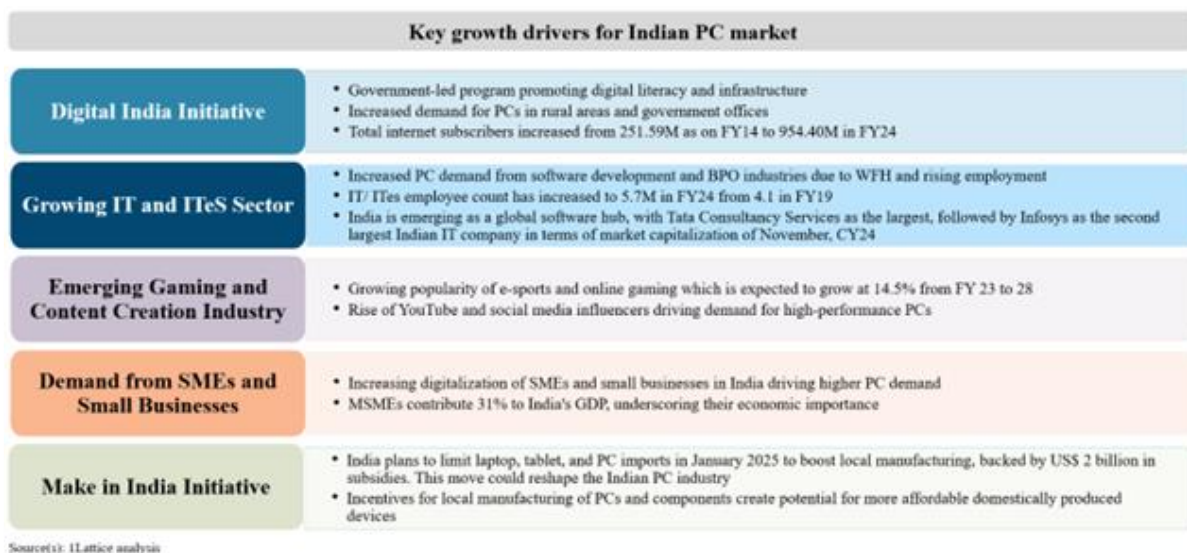 Key growth drivers for Indian PC market
Digital India Initiative
• Government-led program promoting digital literacy and infrastructure
• Increased demand for PCs in rural areas and government offices
• Total internet subscribers increased from 251.59M as on FY14 to 954.40M in FY24
Growing IT and ITeS Sector
• Increased PC demand from software development and BPO industries due to WFH and rising employment
• IT/ ITes employee count has increased to 5.7M in FY24 from 4.1 in FY19
• India is emerging as a global software hub, with Tata Consultancy Services as the largest, followed by Infosys as the second
largest Indian IT company in terms of market capitalization of November, CY24
Emerging Gaming and
Content Creation Industry
• Growing popularity of e-sports and online gaming which is expected to grow at 14.5% from FY 23 to 28
• Rise of YouTube and social media influencers driving demand for high-performance PCs
Demand from SMEs and
Small Businesses
• Increasing digitalization of SMEs and small businesses in India driving higher PC demand
• MSMEs contribute 31% to India's GDP, underscoring their economic importance
Make in India Initiative
• India plans to limit laptop, tablet, and PC imports in January 2025 to boost local manufacturing, backed by US$ 2 billion in
subsidies. This move could reshape the Indian PC industry
• Incentives for local manufacturing of PCs and components create potential for more affordable domestically produced
devices
Source(s): 1Lattice analysis